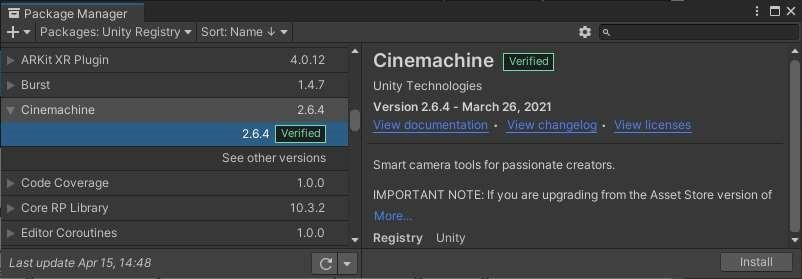 Package Manager
Packages: Unity Registry
Sort: Name ↓
ARKit XR Plugin 4.0.12
Burst 1.4.7
Cinemachine 2.6.4
2.6.4 Verified
See other versions
Code Coverage 1.0.0
Core RP Library 10.3.2
Editor Coroutines 1.0.0
Last update Apr 15, 14:48
Cinemachine Verified
Unity Technologies
Version 2.6.4 - March 26, 2021
View documentation • View changelog • View licenses
Smart camera tools for passionate creators.
IMPORTANT NOTE: If you are upgrading from the Asset Store version of
More...
Registry Unity
Install